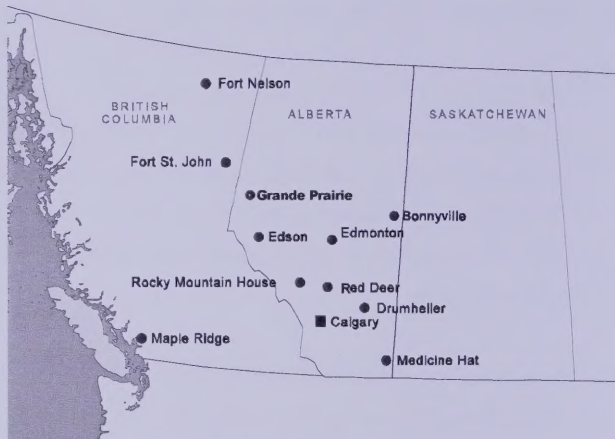 Fort Nelson
BRITISH
COLUMBIA
ALBERTA
SASKATCHEWAN
Fort St. John
Grande Prairie
Bonnyville
Edson
Edmonton
Rocky Mountain House
Red Deer
Drumheller
Calgary
Maple Ridge
Medicine Hat